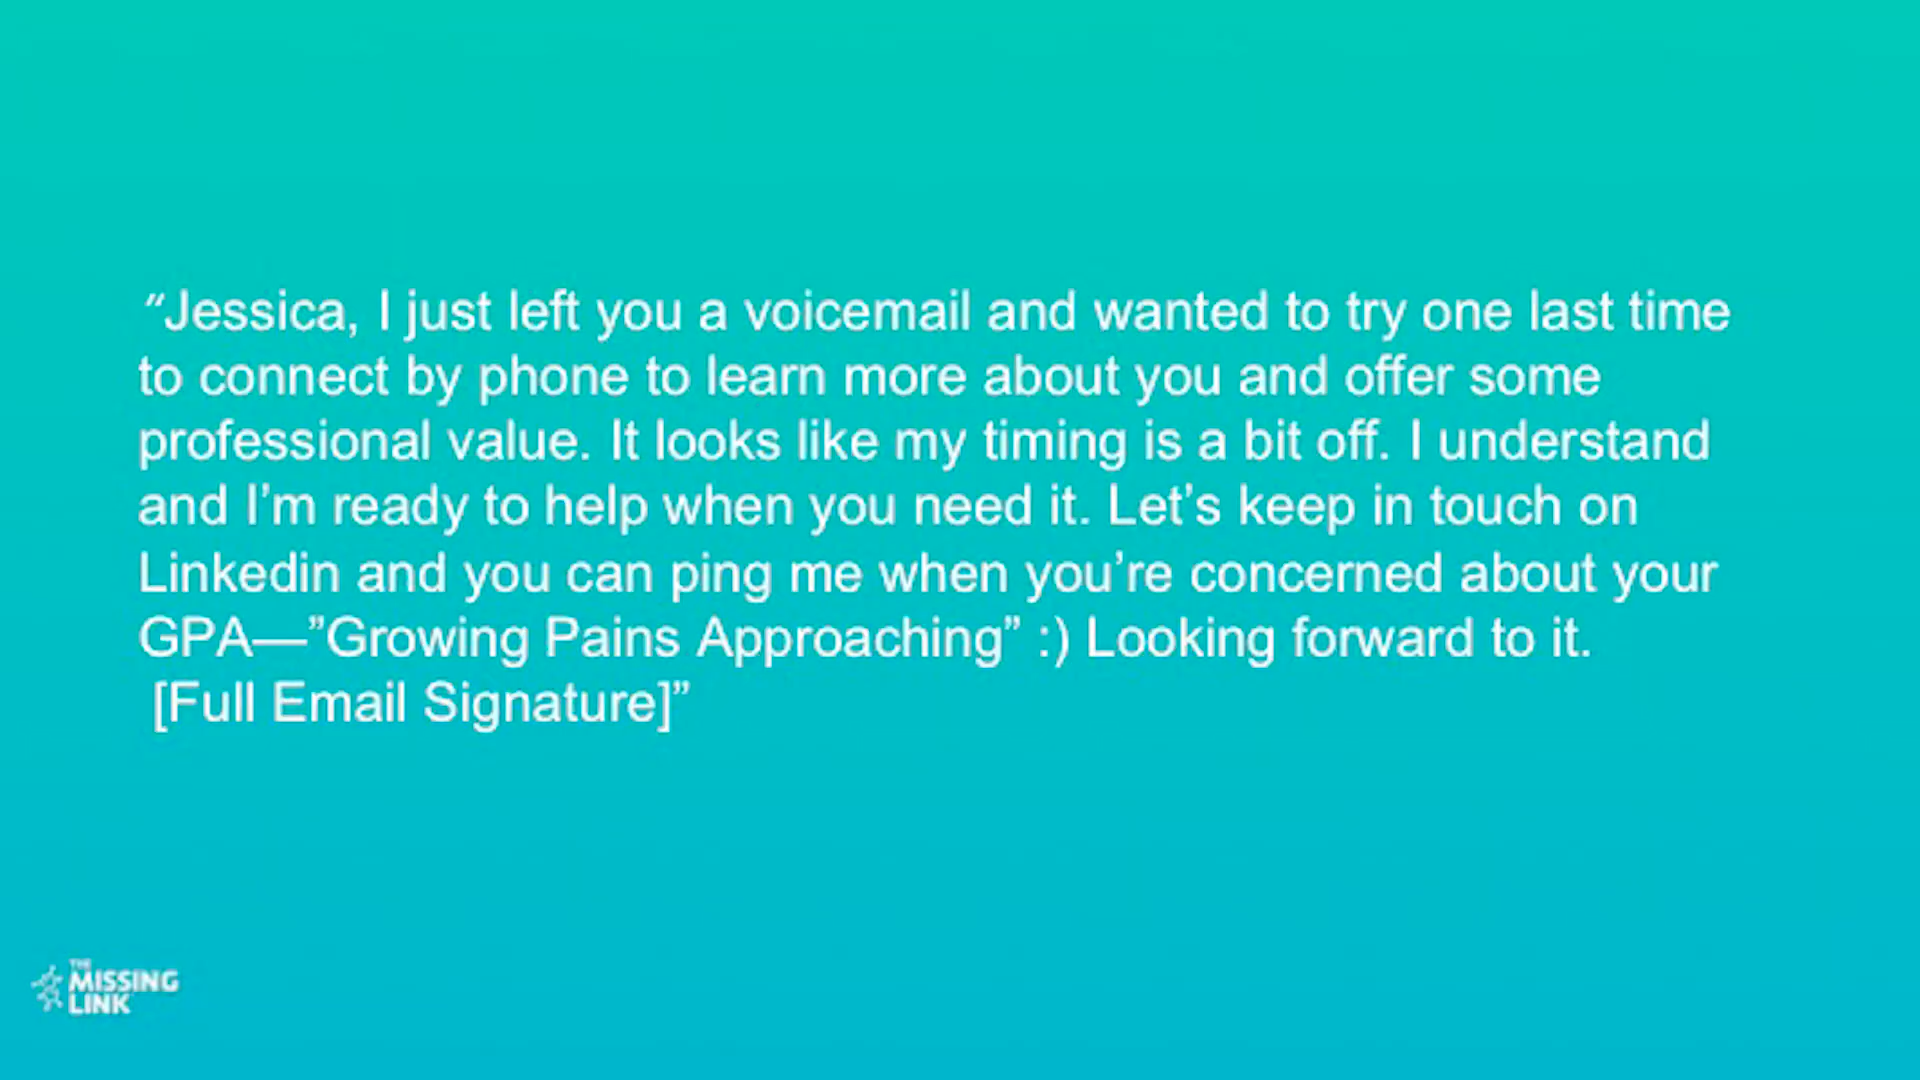 “Jessica, I just left you a voicemail and wanted to try one last time
to connect by phone to learn more about you and offer some
professional value. It looks like my timing is a bit off. I understand
and I’m ready to help when you need it. Let’s keep in touch on
Linkedin and you can ping me when you’re concerned about your
GPA—”Growing Pains Approaching” :) Looking forward to it.
[Full Email Signature]”
THE
MISSING
LINK